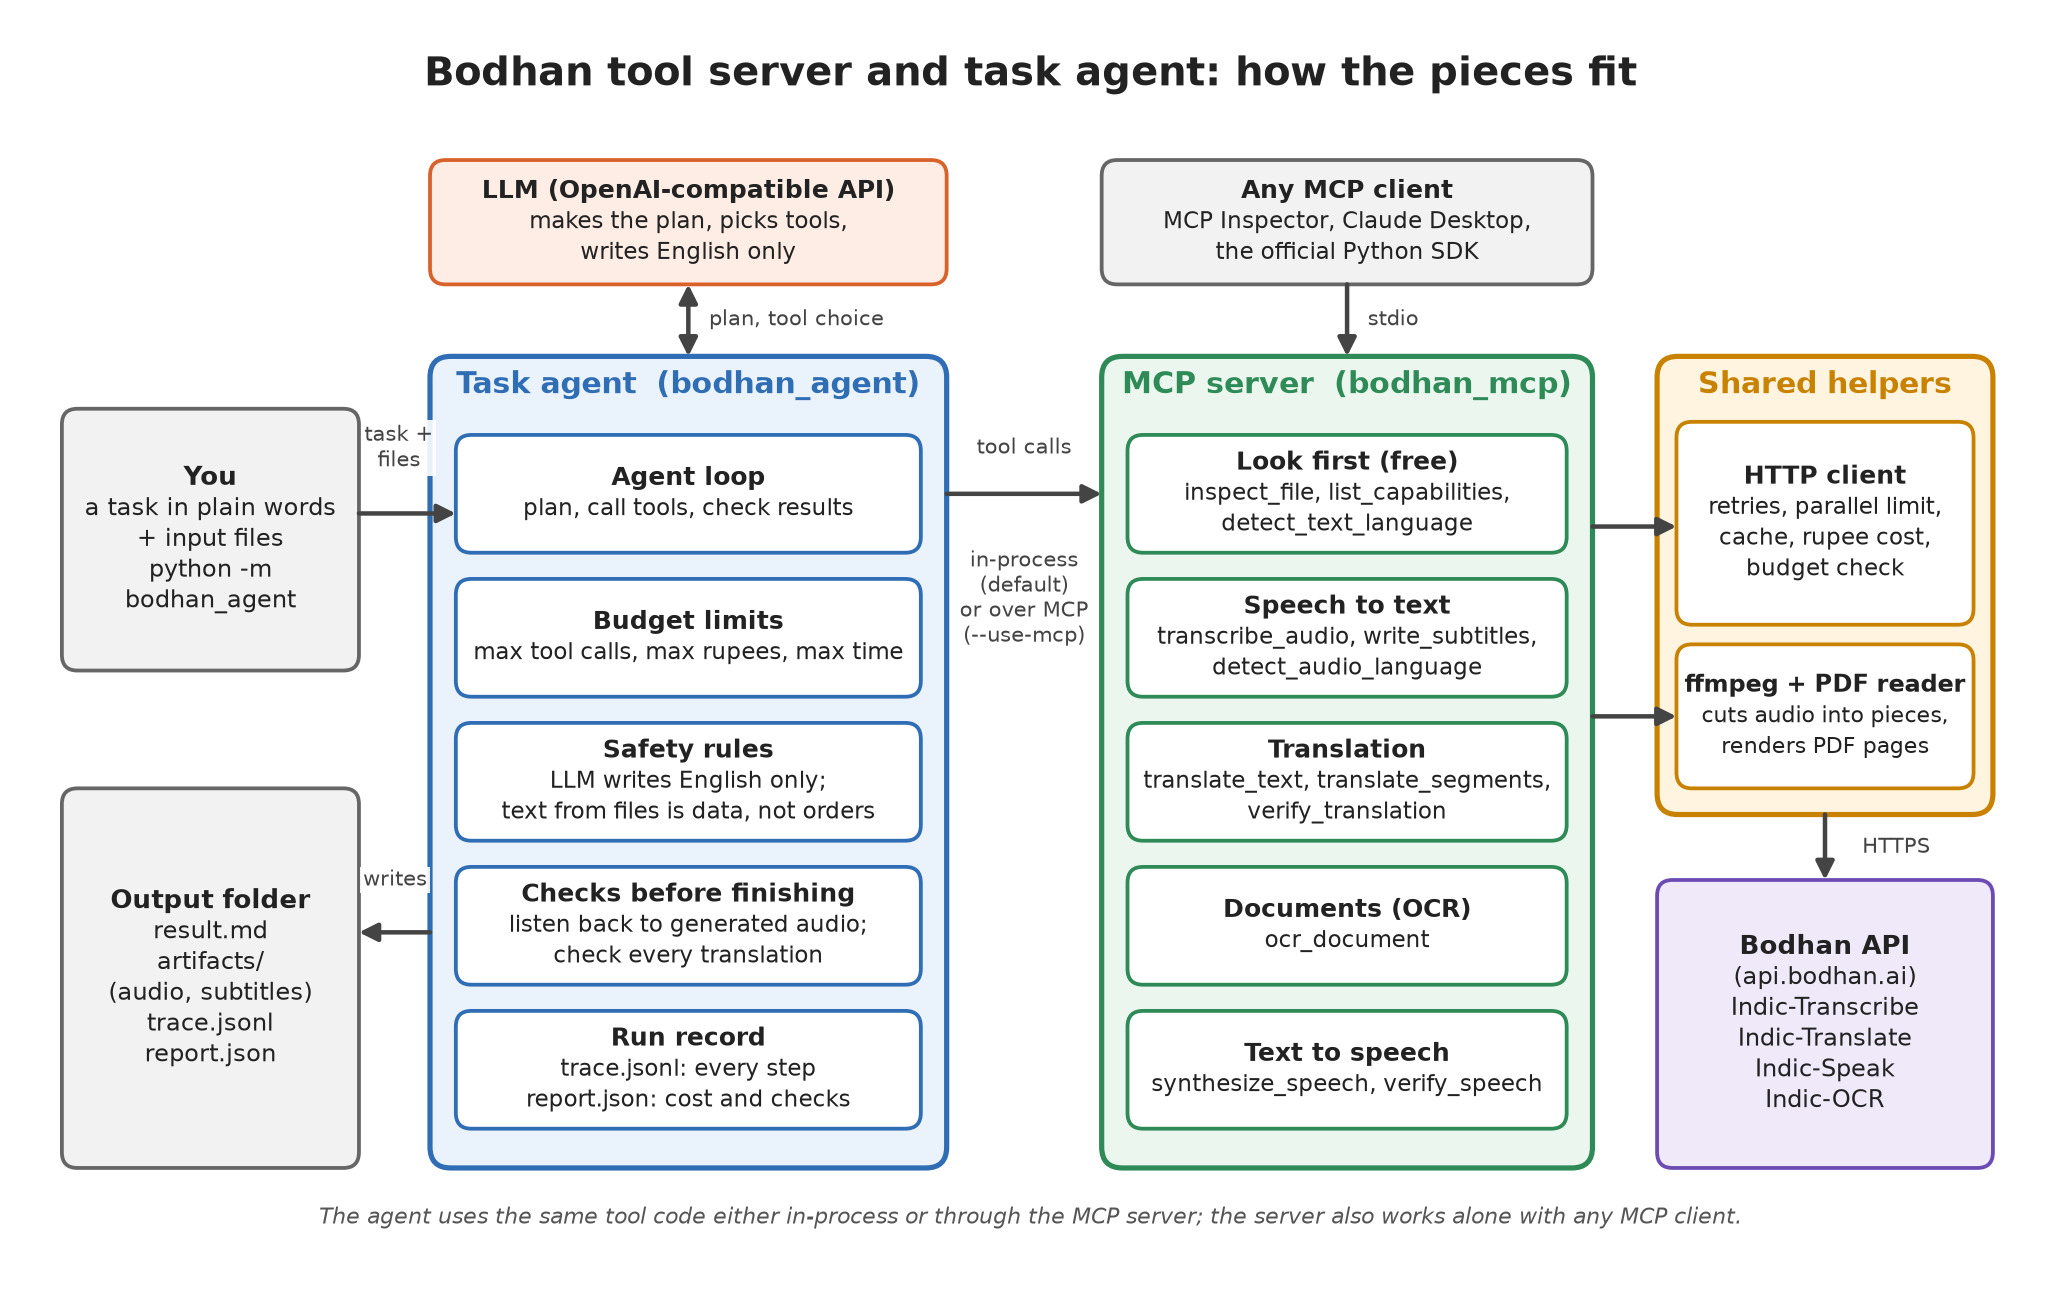 Bodhan tool server and task agent: how the pieces fit
LLM (OpenAI-compatible API)
makes the plan, picks tools,
writes English only
Any MCP client
MCP Inspector, Claude Desktop,
the official Python SDK
plan, tool choice
stdio
You
a task in plain words
+ input files
python -m
bodhan_agent
task +
files
Output folder
result.md
artifacts/
(audio, subtitles)
trace.jsonl
report.json
writes
Task agent  (bodhan_agent)
Agent loop
plan, call tools, check results
Budget limits
max tool calls, max rupees, max time
Safety rules
LLM writes English only;
text from files is data, not orders
Checks before finishing
listen back to generated audio;
check every translation
Run record
trace.jsonl: every step
report.json: cost and checks
tool calls
in-process
(default)
or over MCP
(--use-mcp)
MCP server  (bodhan_mcp)
Look first (free)
inspect_file, list_capabilities,
detect_text_language
Speech to text
transcribe_audio, write_subtitles,
detect_audio_language
Translation
translate_text, translate_segments,
verify_translation
Documents (OCR)
ocr_document
Text to speech
synthesize_speech, verify_speech
Shared helpers
HTTP client
retries, parallel limit,
cache, rupee cost,
budget check
ffmpeg + PDF reader
cuts audio into pieces,
renders PDF pages
HTTPS
Bodhan API
(api.bodhan.ai)
Indic-Transcribe
Indic-Translate
Indic-Speak
Indic-OCR
The agent uses the same tool code either in-process or through the MCP server; the server also works alone with any MCP client.